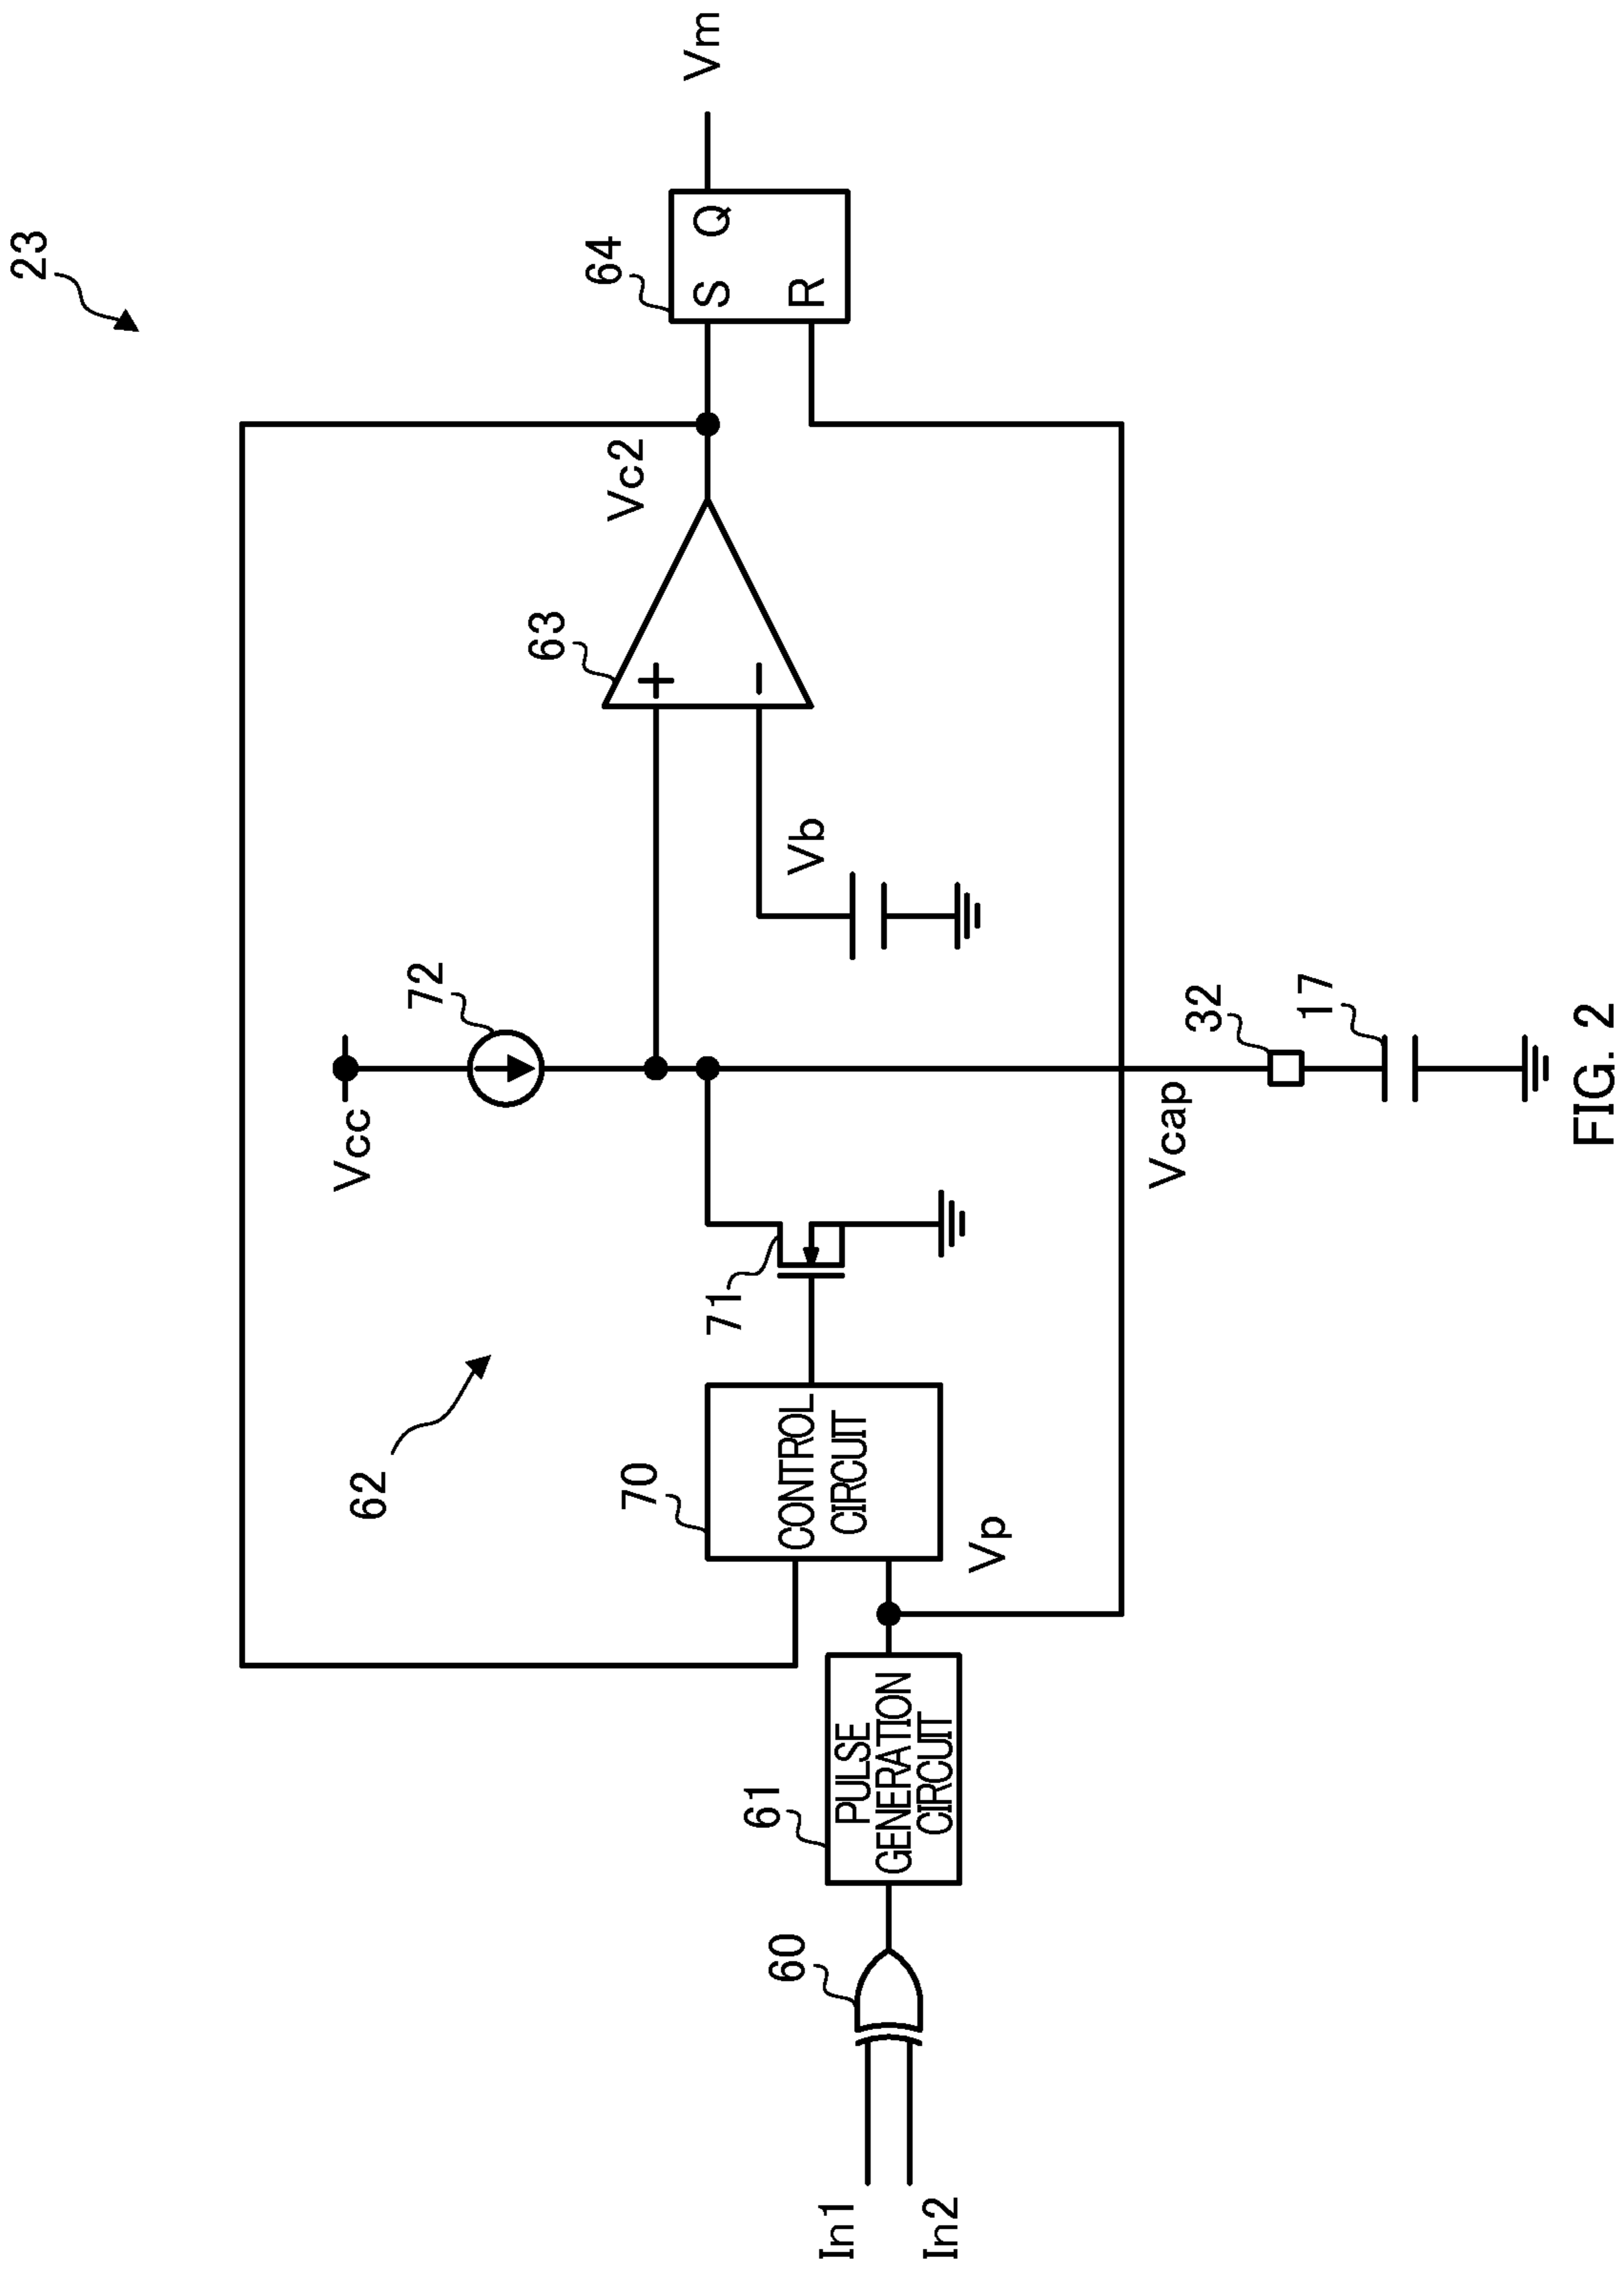 23
Vm
64
S
Q
R
Vc2
63
+
−
Vb
72
Vcc
71
62
70
CONTROL
CIRCUIT
Vp
Vcap
32
17
61
PULSE
GENERATION
CIRCUIT
60
In1
In2
FIG. 2